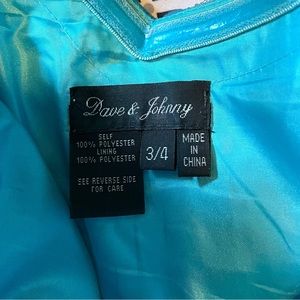 Dave & Johnny
SELF
100% POLYESTER
LINING
100% POLYESTER
SEE REVERSE SIDE
FOR CARE
3/4
MADE
IN
CHINA